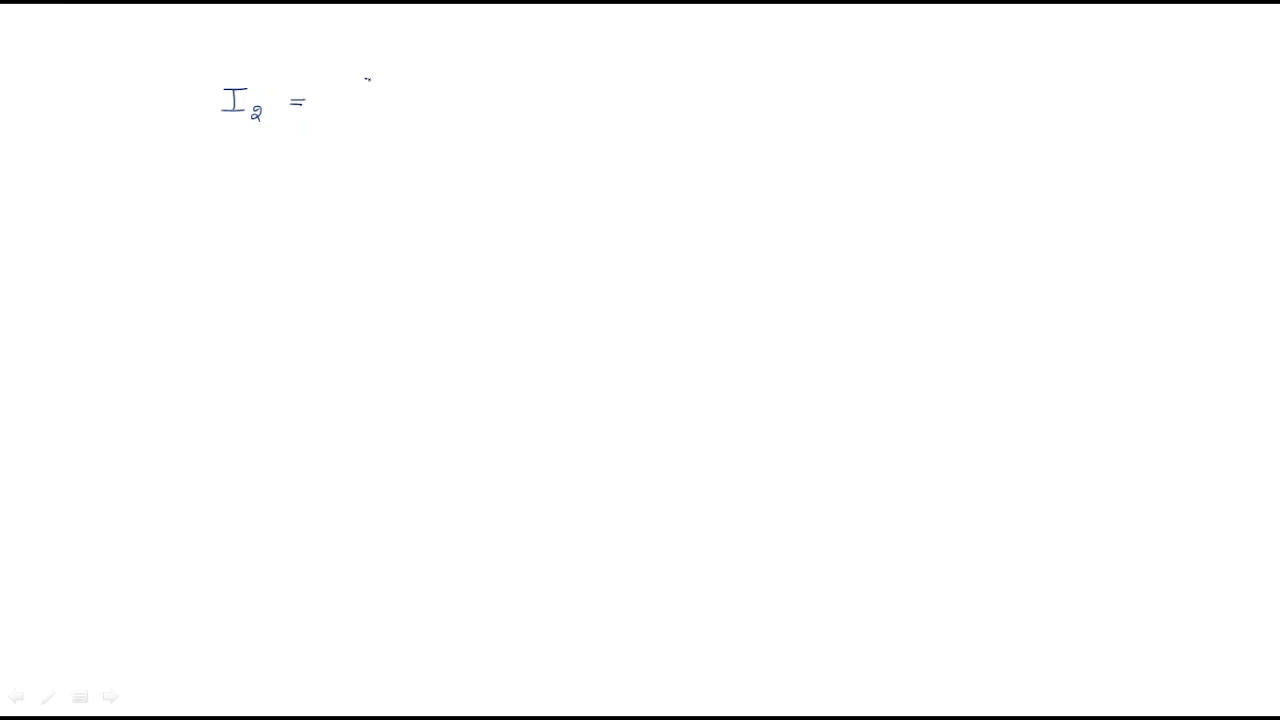 I₂ =